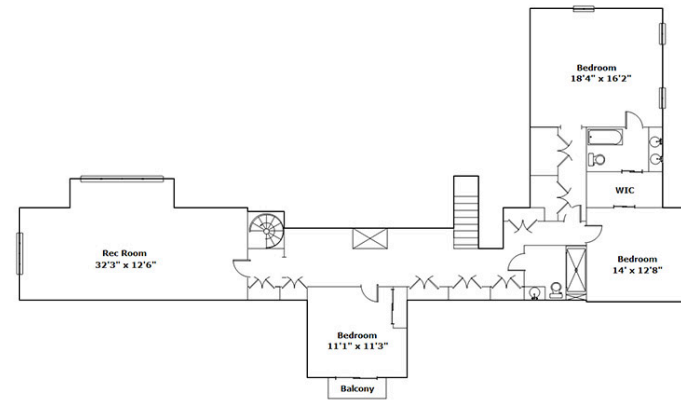 Bedroom
18'4" x 16'2"
WIC
Rec Room
32'3" x 12'6"
Bedroom
14' x 12'8"
Bedroom
11'1" x 11'3"
Balcony